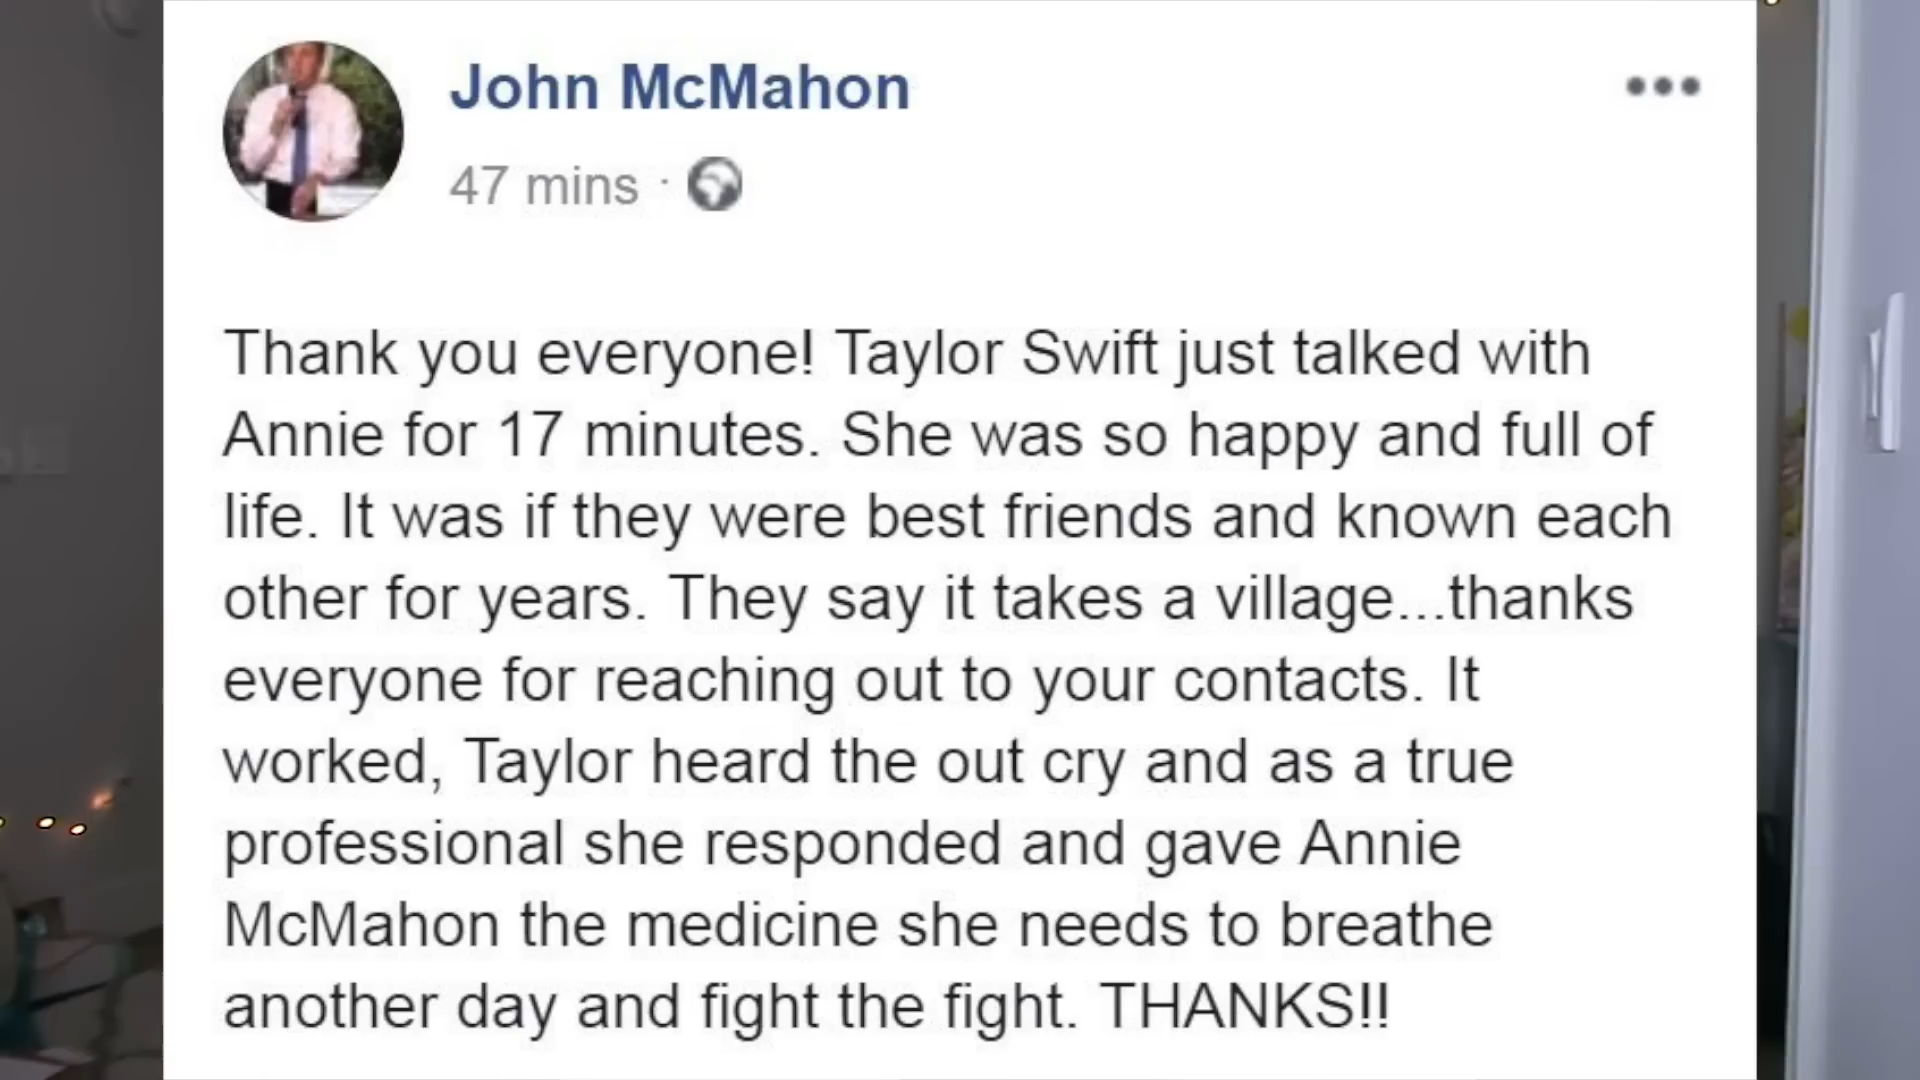 John McMahon
47 mins ·
Thank you everyone! Taylor Swift just talked with
Annie for 17 minutes. She was so happy and full of
life. It was if they were best friends and known each
other for years. They say it takes a village...thanks
everyone for reaching out to your contacts. It
worked, Taylor heard the out cry and as a true
professional she responded and gave Annie
McMahon the medicine she needs to breathe
another day and fight the fight. THANKS!!